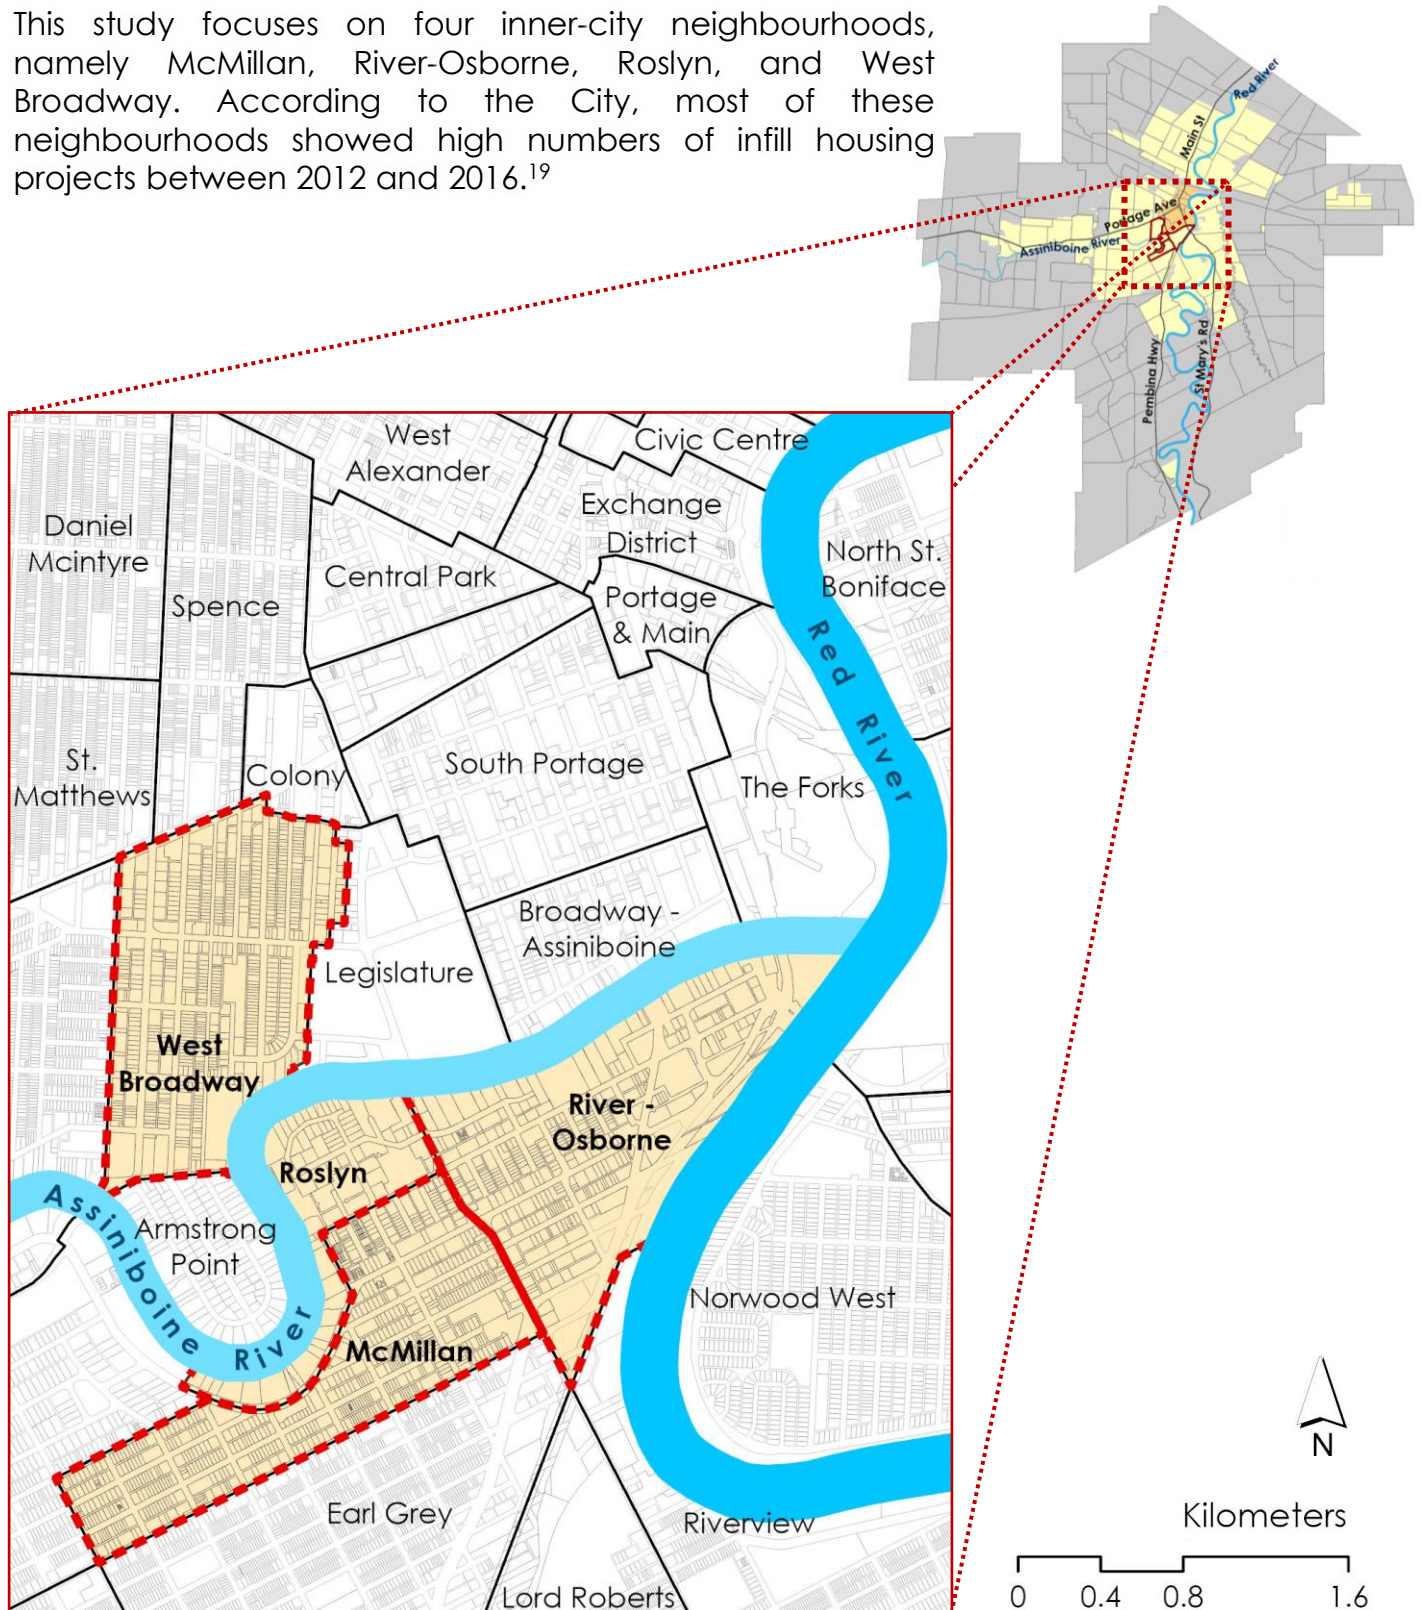 This study focuses on four inner-city neighbourhoods,
namely McMillan, River-Osborne, Roslyn, and West
Broadway. According to the City, most of these
neighbourhoods showed high numbers of infill housing
projects between 2012 and 2016.19
Red River
Main St
Portage Ave
Assiniboine River
Pembina Hwy
St Mary's Rd
West
Alexander
Civic Centre
Daniel
Mcintyre
Exchange
District
North St.
Boniface
Central Park
Spence
Portage
& Main
Red River
St.
Matthews
Colony
South Portage
The Forks
Broadway -
Assiniboine
Legislature
West
Broadway
River -
Osborne
Roslyn
Assiniboine River
Armstrong
Point
Norwood West
McMillan
Earl Grey
Riverview
Lord Roberts
N
Kilometers
0 0.4 0.8 1.6